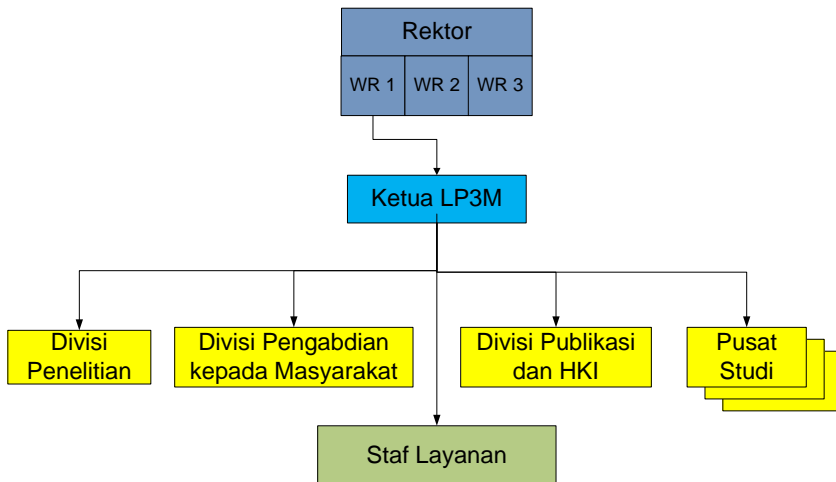 Rektor
WR 1
WR 2
WR 3
Ketua LP3M
Divisi
Penelitian
Divisi Pengabdian
kepada Masyarakat
Divisi Publikasi
dan HKI
Pusat
Studi
Staf Layanan